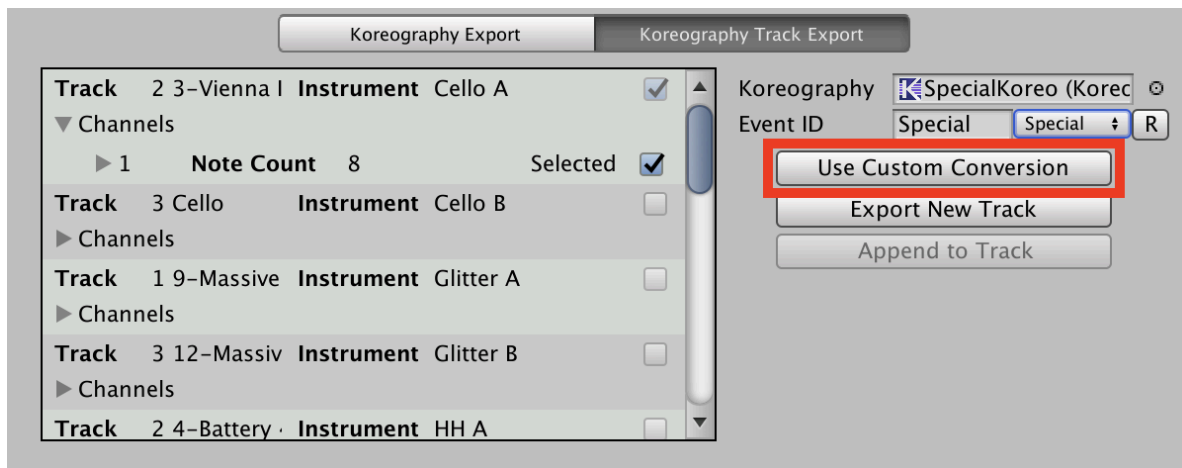 Koreography Export Koreography Track Export
Track 2 3-Vienna I Instrument Cello A
Channels
1 Note Count 8 Selected
Track 3 Cello Instrument Cello B
Channels
Track 1 9-Massive Instrument Glitter A
Channels
Track 3 12-Massiv Instrument Glitter B
Channels
Track 2 4-Battery Instrument HH A
Koreography SpecialKoreo (Korec
Event ID Special Special R
Use Custom Conversion
Export New Track
Append to Track